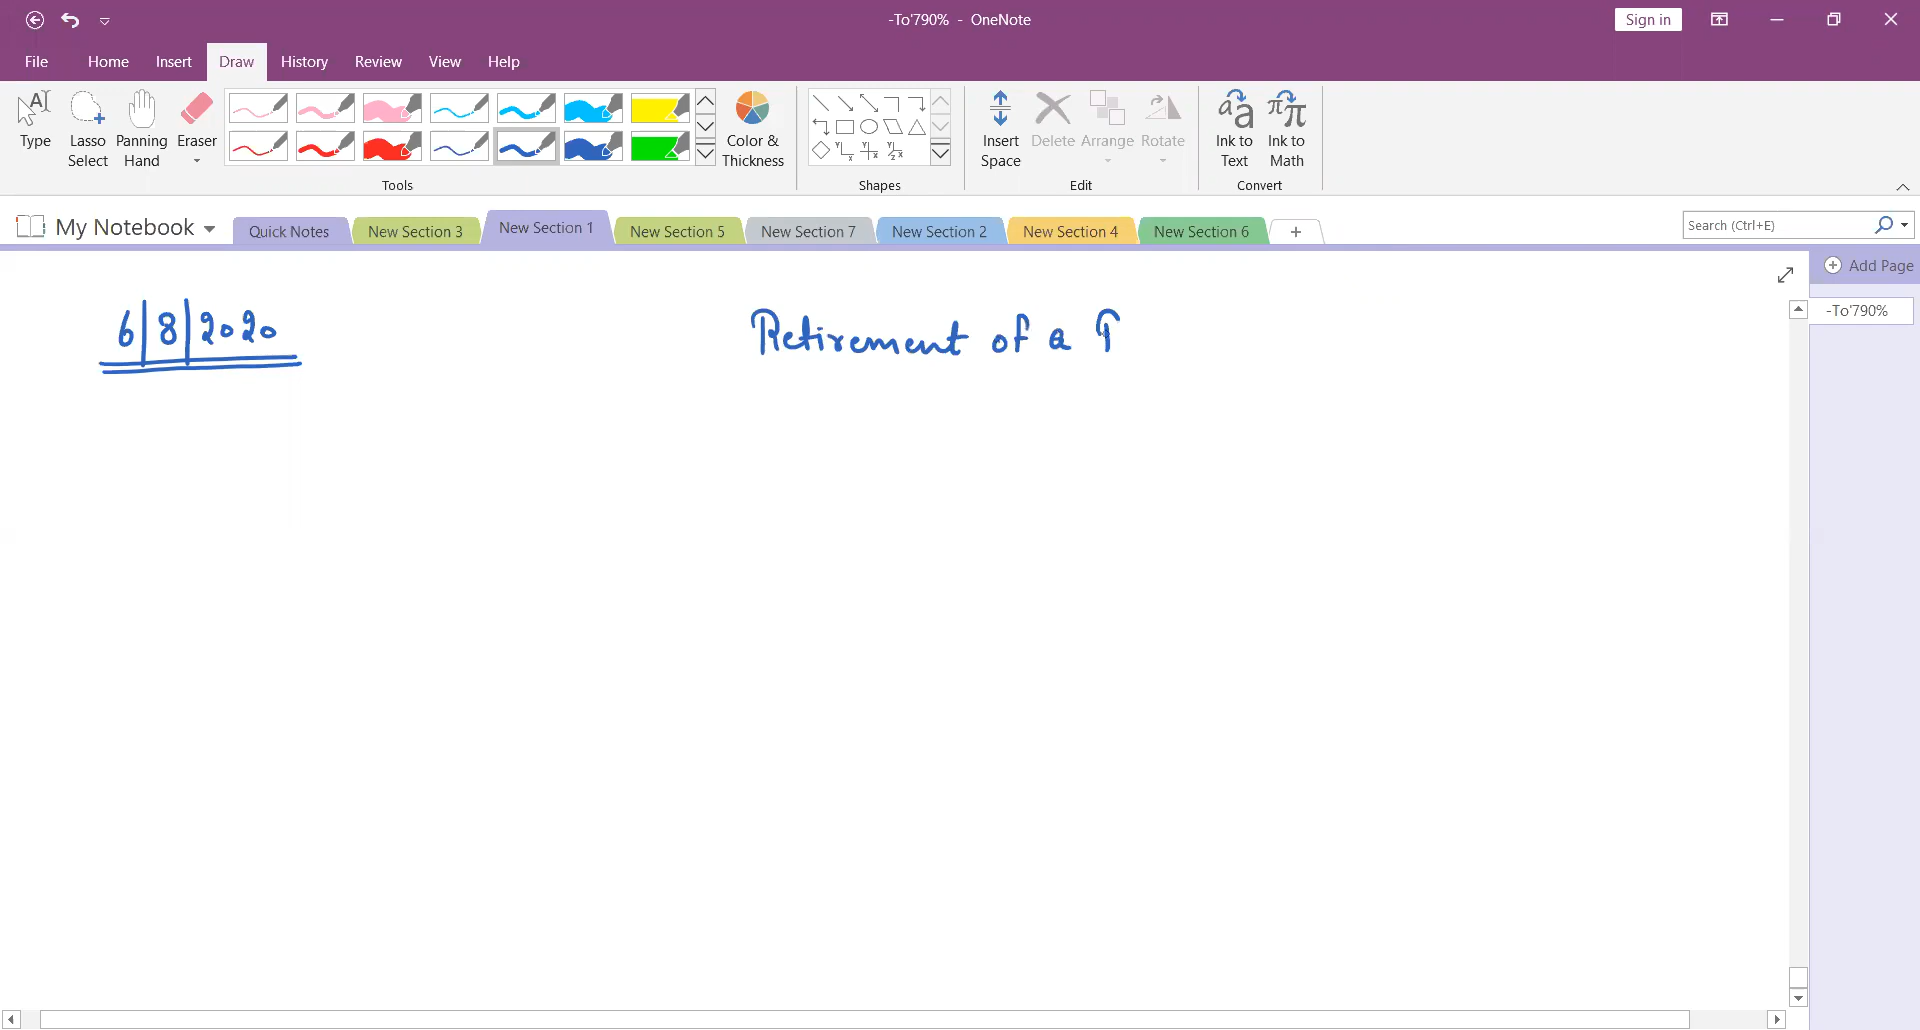 -To'790% - OneNote
Sign in
File Home Insert Draw History Review View Help
Type
Lasso Select
Panning Hand
Eraser
Color & Thickness
Insert Space
Delete
Arrange
Rotate
Ink to Text
Ink to Math
Tools Shapes Edit Convert
My Notebook Quick Notes New Section 3 New Section 1 New Section 5 New Section 7 New Section 2 New Section 4 New Section 6 +
Search (Ctrl+E)
Add Page
-To'790%
6|8|2020
Retirement of a P